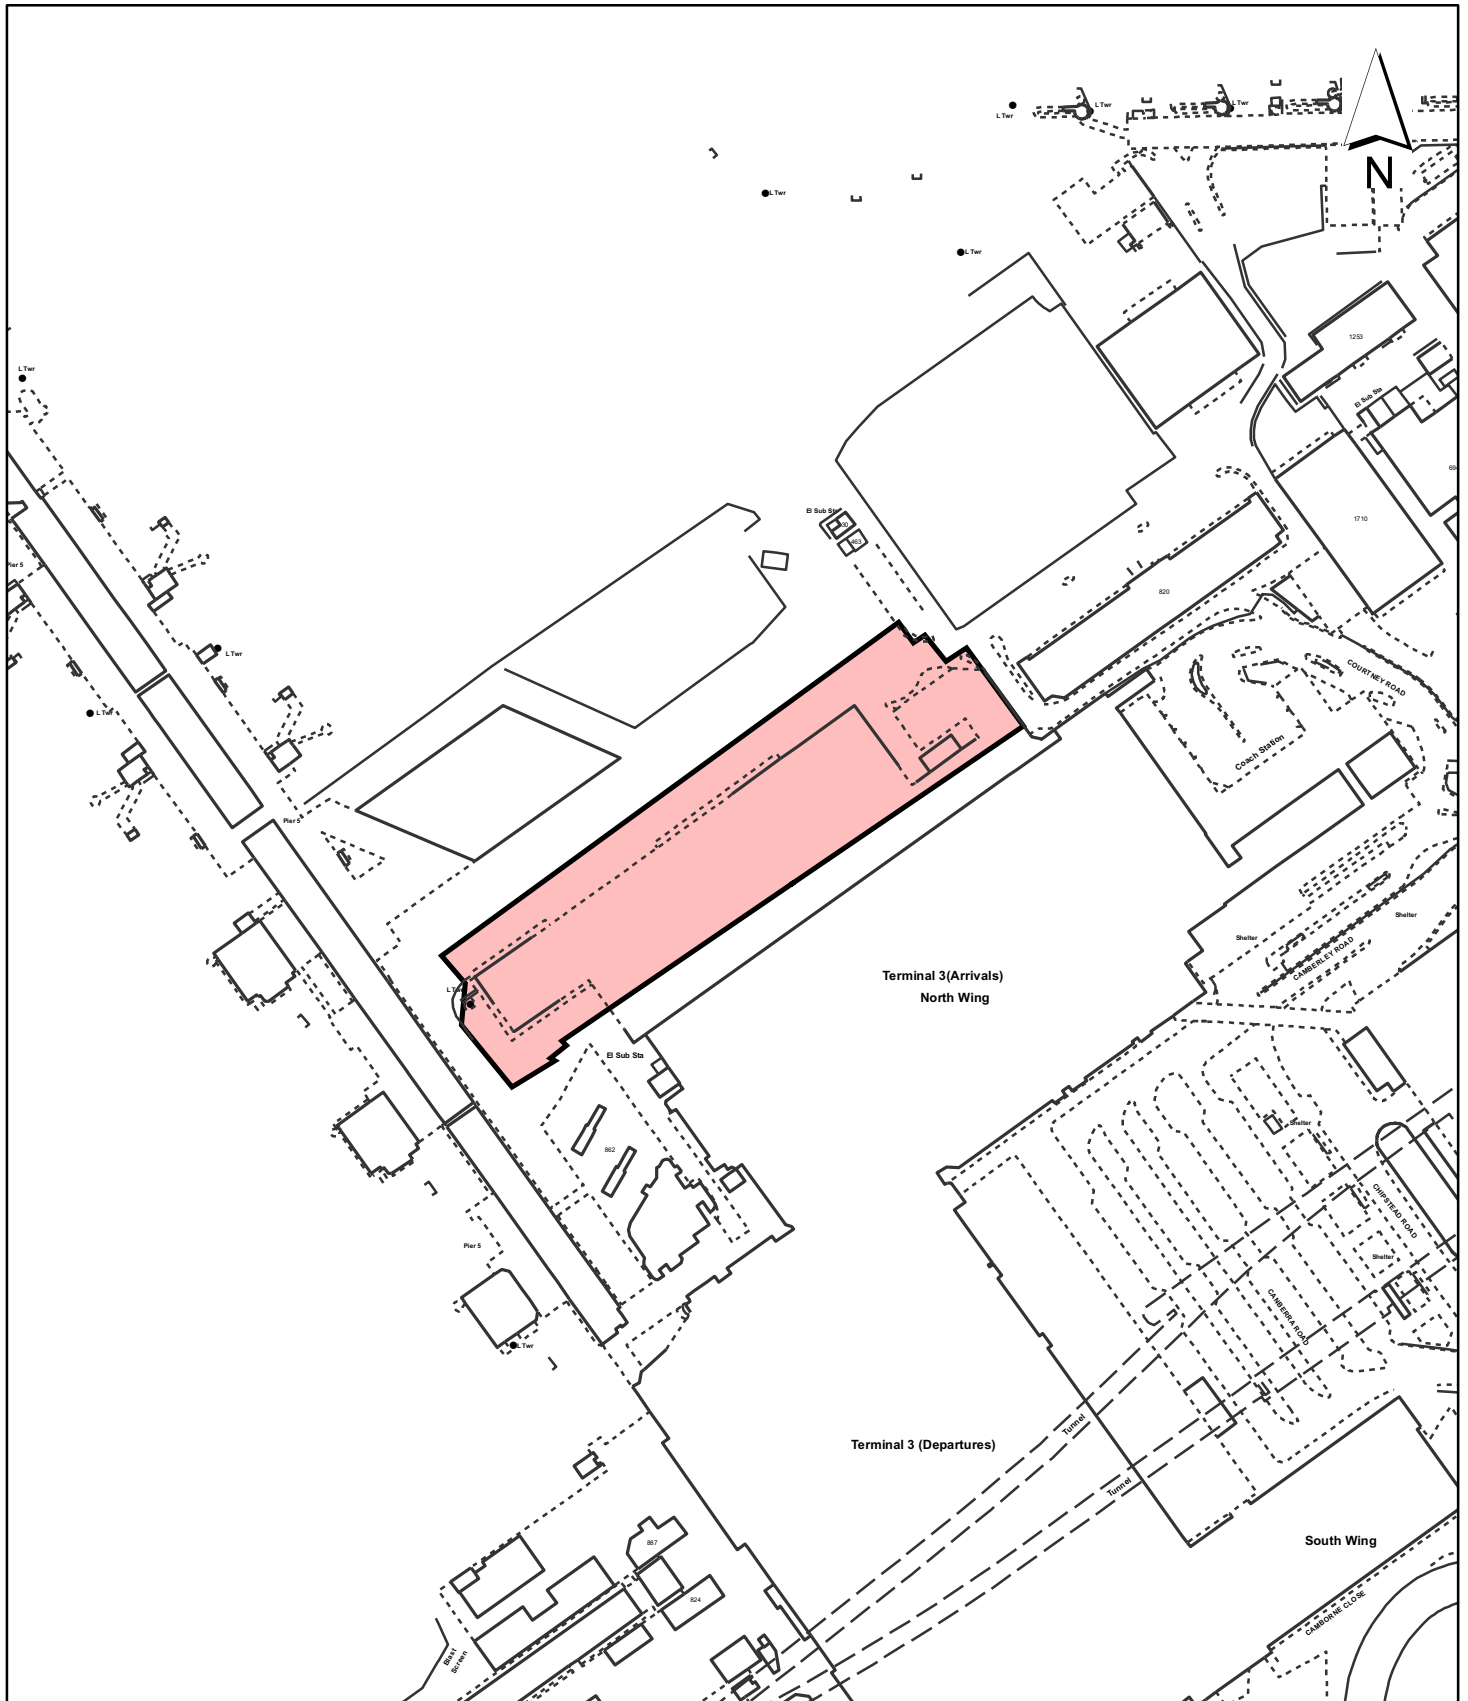 L Twr
L Twr
L Twr
N
L Twr
L Twr
1253
L Twr
El Sub Sta
1710
El Sub Sta
463
Pier 5
820
L Twr
COURTNEY ROAD
L Twr
Coach Station
Pier 5
Shelter
Shelter
CAMBERLEY ROAD
Terminal 3(Arrivals)
North Wing
El Sub Sta
Shelter
862
CHIPSTEAD ROAD
Pier 5
Shelter
CANBERRA ROAD
L Twr
Tunnel
Terminal 3 (Departures)
Tunnel
South Wing
887
824
CAMBORNE CLOSE
Blast
Screen